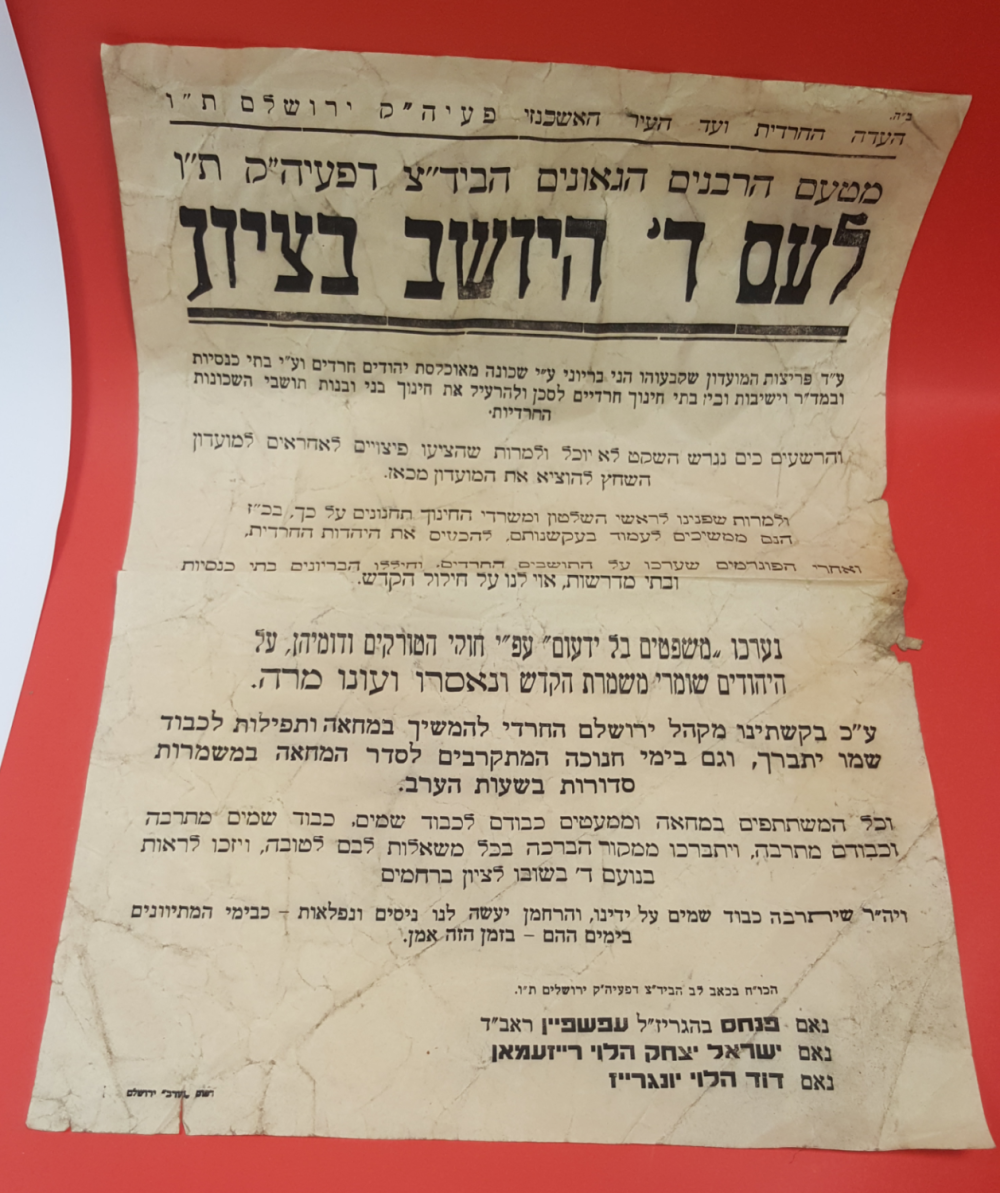 ב"ה.
העדה החרדית ועד העיר האשכנזי פעיה"ק ירושלם ת"ו
מטעם הרבנים הגאונים הביד"צ דפעיה"ק ת"ו
לעם ד' היושב בציון
ע"ד פריצות המועדון שקבעוהו הני בריוני ע"י שכונה מאוכלסת יהודים חרדים וע"י בתי כנסיות
ובמד"ר וישיבות ובין בתי חינוך חרדיים לסכן ולהרעיל את חינוך בני ובנות תושבי השכונות
החרדיות.
והרשעים כים נגרש השקט לא יוכל ולמרות שהציעו פיצויים לאחראים למועדון
השחץ להוציא את המועדון מכאז.
ולמרות שפנינו לראשי השלטון ומשרדי החינוך תחנונים על כך, בכ"ז
הנם ממשיכים לעמוד בעקשנותם, להכעיס את היהדות החרדית,
ואחרי הפוגרמים שערכו על התושבים החרדים, וחיללו הבריונים בתי כנסיות
ובתי מדרשות, אוי לנו על חילול הקדש.
נערכו „משפטים בל ידעום" עפ"י חוקי הטורקים ודומיהן, על
היהודים שומרי משמרת הקדש ונאסרו ועונו מרה.
ע"כ בקשתינו מקהל ירושלם החרדי להמשיך במחאה ותפילות לכבוד
שמו יתברך, וגם בימי חנוכה המתקרבים לסדר המחאה במשמרות
סדורות בשעות הערב.
וכל המשתתפים במחאה וממעטים כבודם לכבוד שמים, כבוד שמים מתרבה
וכבודם מתרבה, ויתברכו ממקור הברכה בכל משאלות לבם לטובה, ויזכו לראות
בנועם ד' בשובו לציון ברחמים
ויה"ר שיתרבה כבוד שמים על ידינו, והרחמן יעשה לנו ניסים ונפלאות – כבימי המתיוונים
בימים ההם – בזמן הזה אמן.
הכו"ח בכאב לב הביד"צ דפעיה"ק ירושלים ת"ו.
נאם פנחס בהגריז"ל עפשטיין ראב"ד
נאם ישראל יצחק הלוי רייזעמאן
נאם דוד הלוי יונגרייז
ירושלם